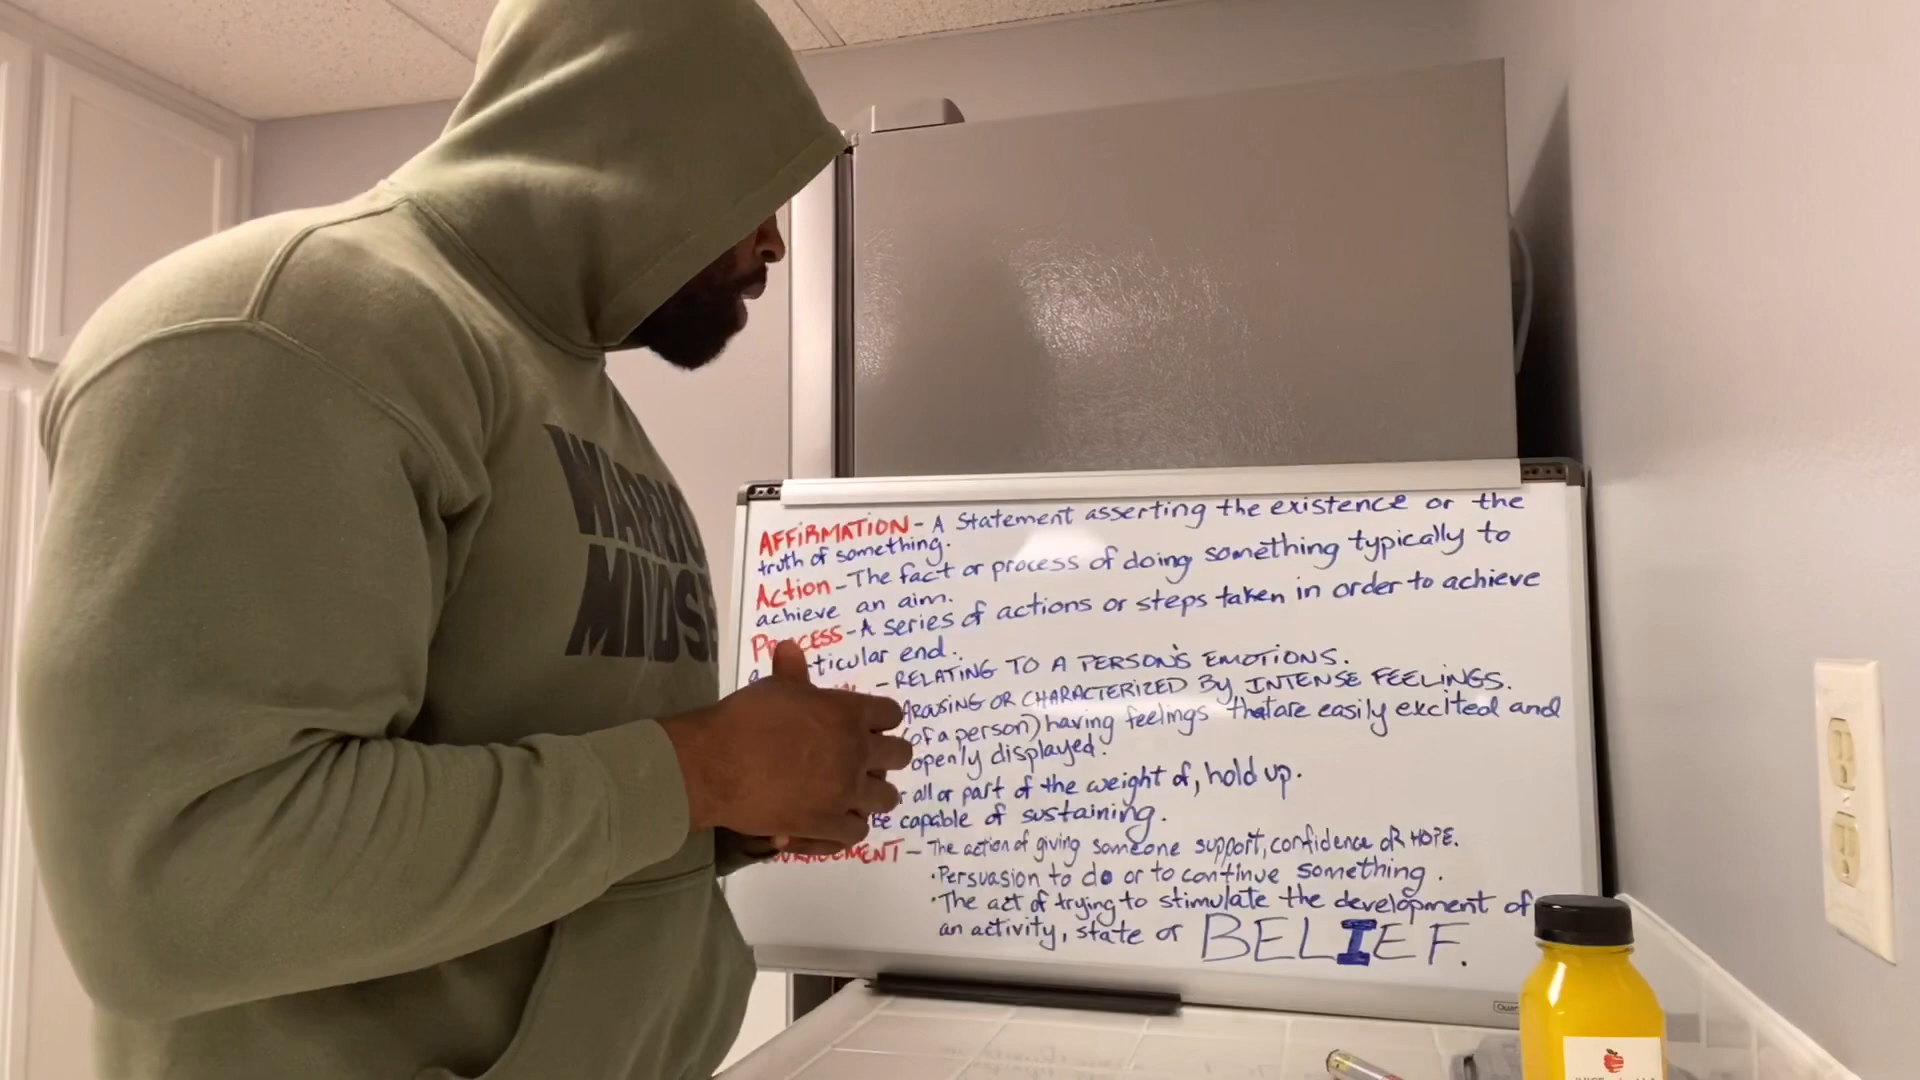 WARRIO
MINDSE
AFFIRMATION - A Statement asserting the existence or the
truth of something.
Action - The fact or process of doing something typically to
achieve an aim.
PROCESS - A series of actions or steps taken in order to achieve
a ticular end.
- RELATING TO A PERSON'S EMOTIONS.
AROUSING OR CHARACTERIZED BY INTENSE FEELINGS.
(of a person) having feelings that are easily excited and
openly displayed.
all or part of the weight of, hold up.
Be capable of sustaining.
- The action of giving someone support, confidence OR HOPE.
• Persuasion to do or to continue something.
• The act of trying to stimulate the development of
an activity, state or BELIEF.